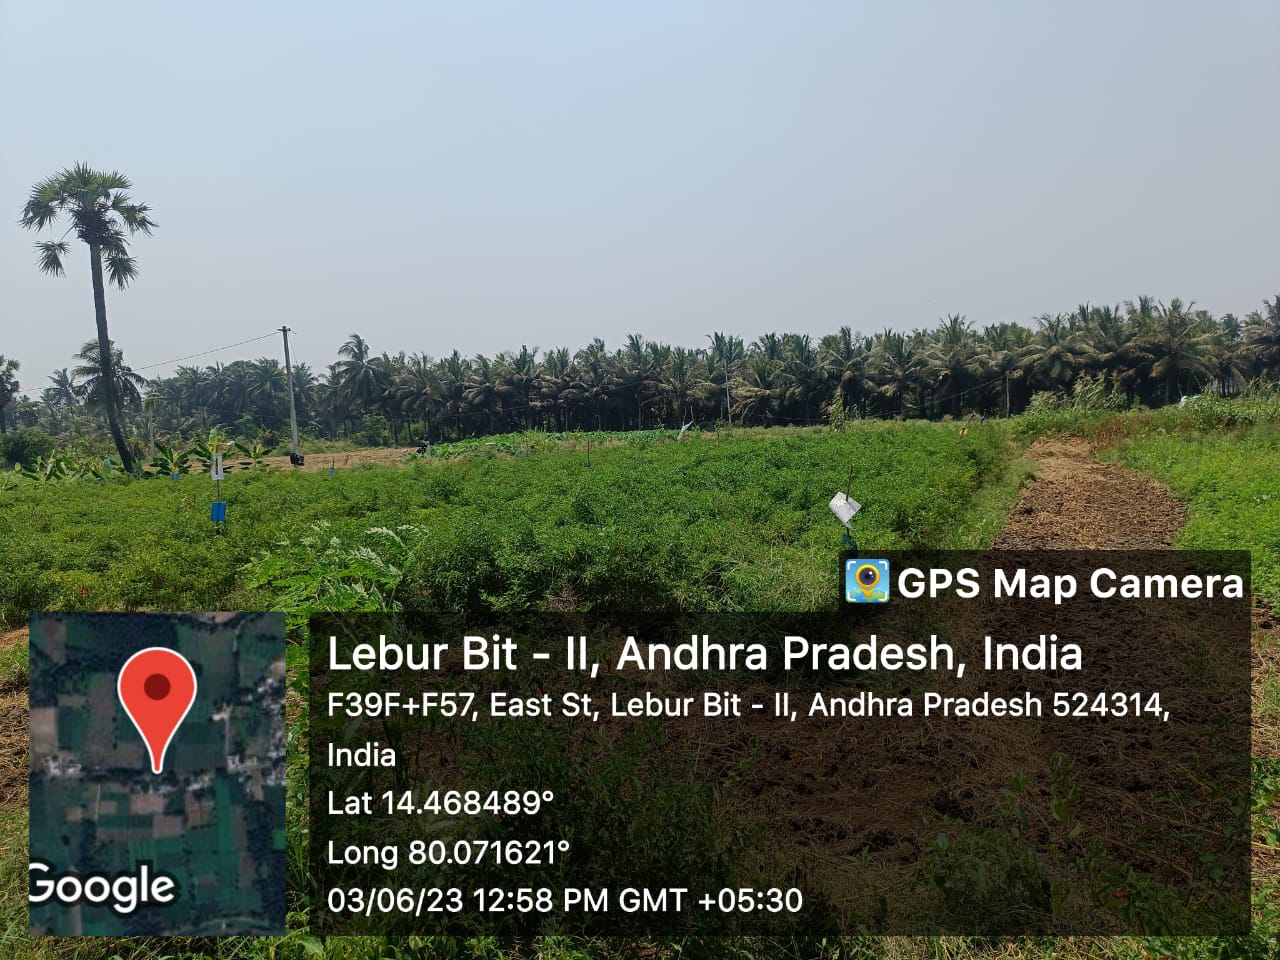 GPS Map Camera
Lebur Bit - II, Andhra Pradesh, India
F39F+F57, East St, Lebur Bit - II, Andhra Pradesh 524314,
India
Lat 14.468489°
Long 80.071621°
03/06/23 12:58 PM GMT +05:30
Google